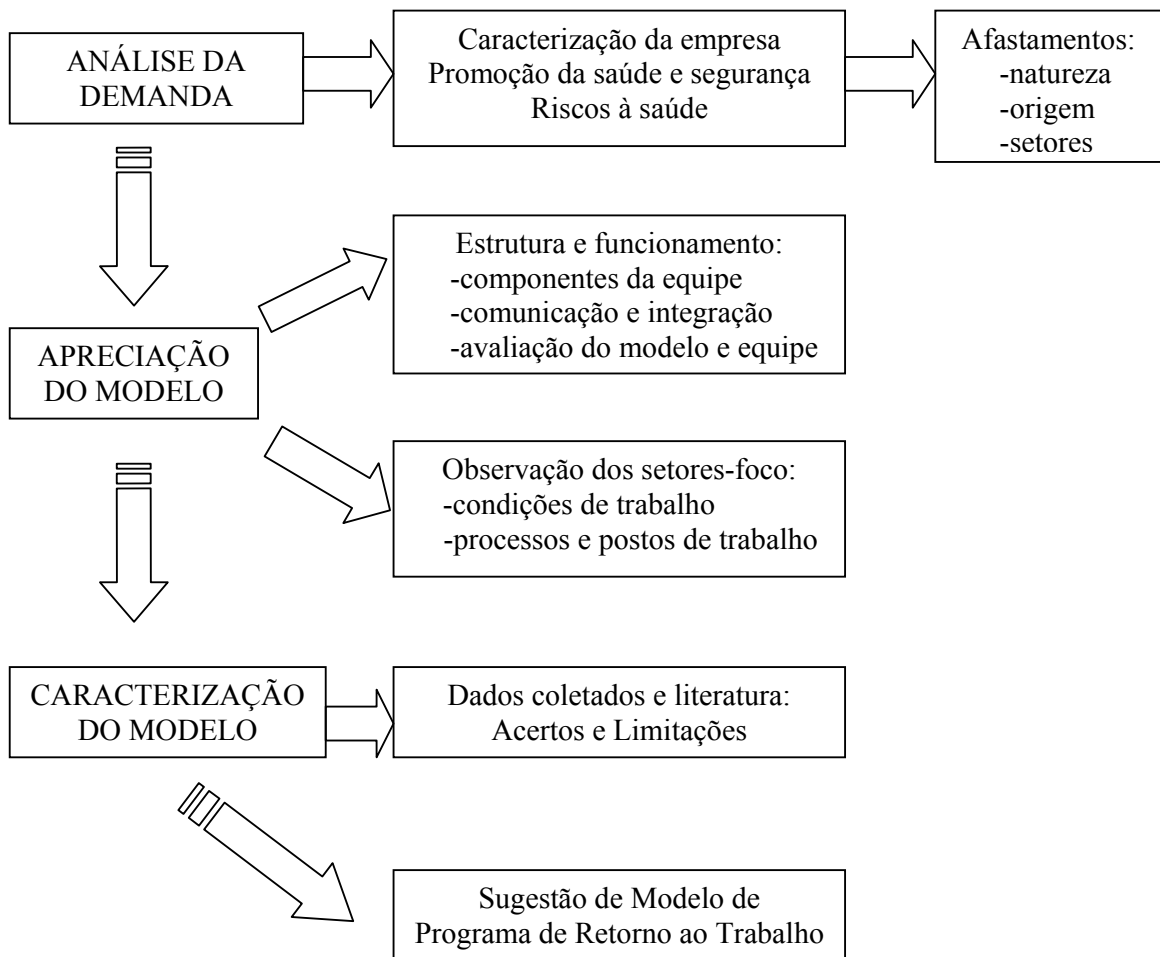 ANÁLISE DA
DEMANDA
Caracterização da empresa
Promoção da saúde e segurança
Riscos à saúde
Afastamentos:
-natureza
-origem
-setores
Estrutura e funcionamento:
-componentes da equipe
-comunicação e integração
-avaliação do modelo e equipe
APRECIAÇÃO
DO MODELO
Observação dos setores-foco:
-condições de trabalho
-processos e postos de trabalho
CARACTERIZAÇÃO
DO MODELO
Dados coletados e literatura:
Acertos e Limitações
Sugestão de Modelo de
Programa de Retorno ao Trabalho